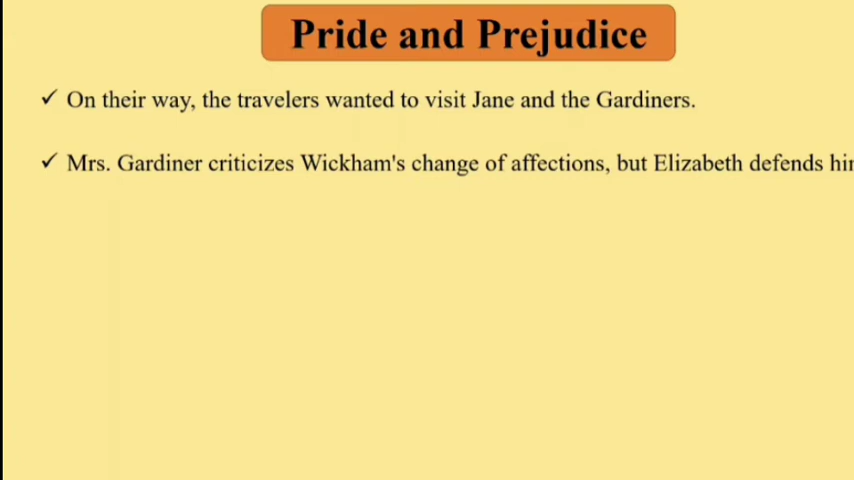 Pride and Prejudice
✓ On their way, the travelers wanted to visit Jane and the Gardiners.
✓ Mrs. Gardiner criticizes Wickham's change of affections, but Elizabeth defends